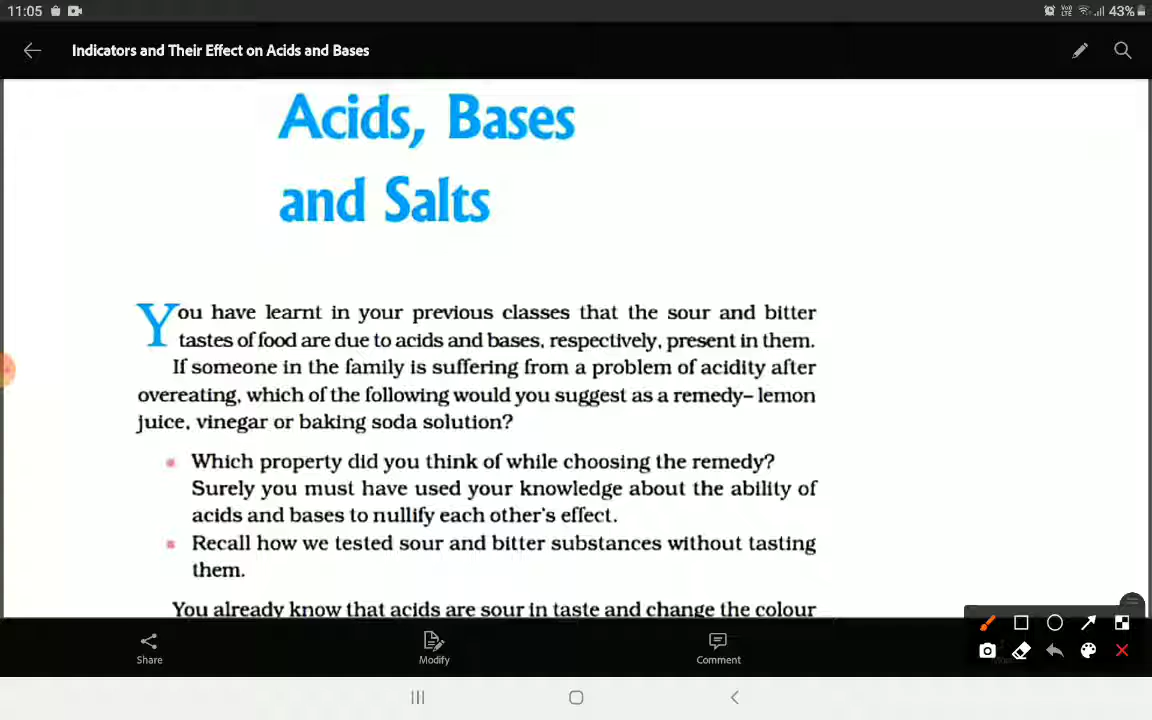 11:05
Vo) LTE 43%
Indicators and Their Effect on Acids and Bases
Acids, Bases
and Salts
You have learnt in your previous classes that the sour and bitter
tastes of food are due to acids and bases, respectively, present in them.
If someone in the family is suffering from a problem of acidity after
overeating, which of the following would you suggest as a remedy– lemon
juice, vinegar or baking soda solution?
Which property did you think of while choosing the remedy?
Surely you must have used your knowledge about the ability of
acids and bases to nullify each other's effect.
Recall how we tested sour and bitter substances without tasting
them.
You already know that acids are sour in taste and change the colour
Share
Modify
Comment